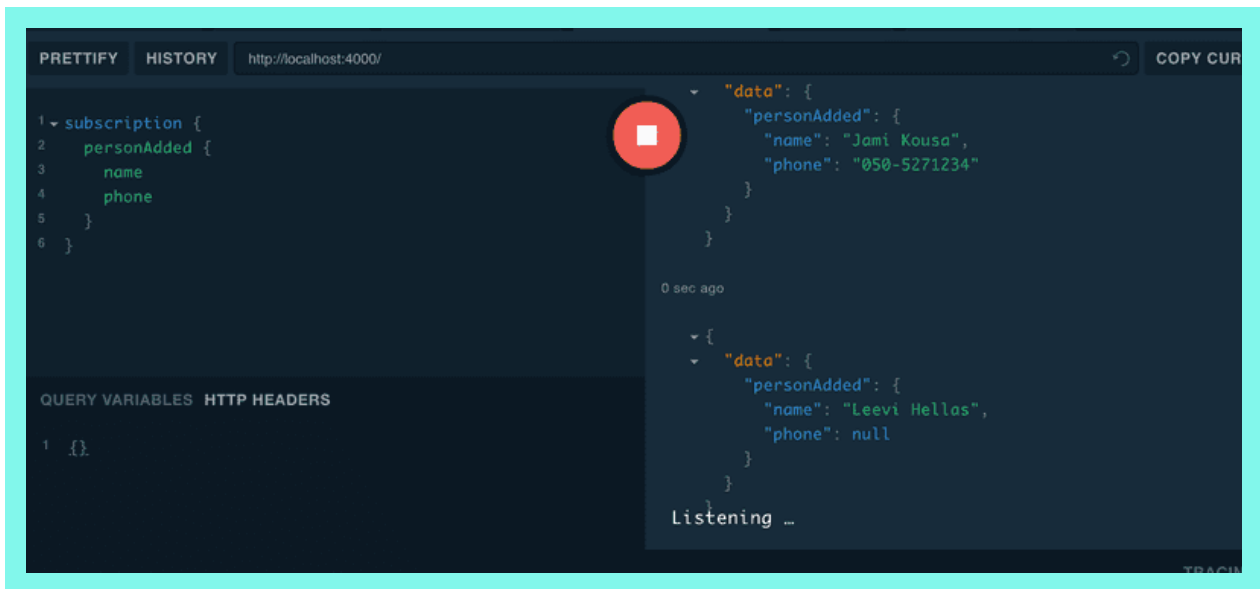 PRETTIFY HISTORY http://localhost:4000/ COPY CUR
1 subscription {
2 personAdded {
3 name
4 phone
5 }
6 }
QUERY VARIABLES HTTP HEADERS
1 {}
"data": {
"personAdded": {
"name": "Jami Kousa",
"phone": "050-5271234"
}
}
}
0 sec ago
{
"data": {
"personAdded": {
"name": "Leevi Hellas",
"phone": null
}
}
}
Listening …
TRACIN